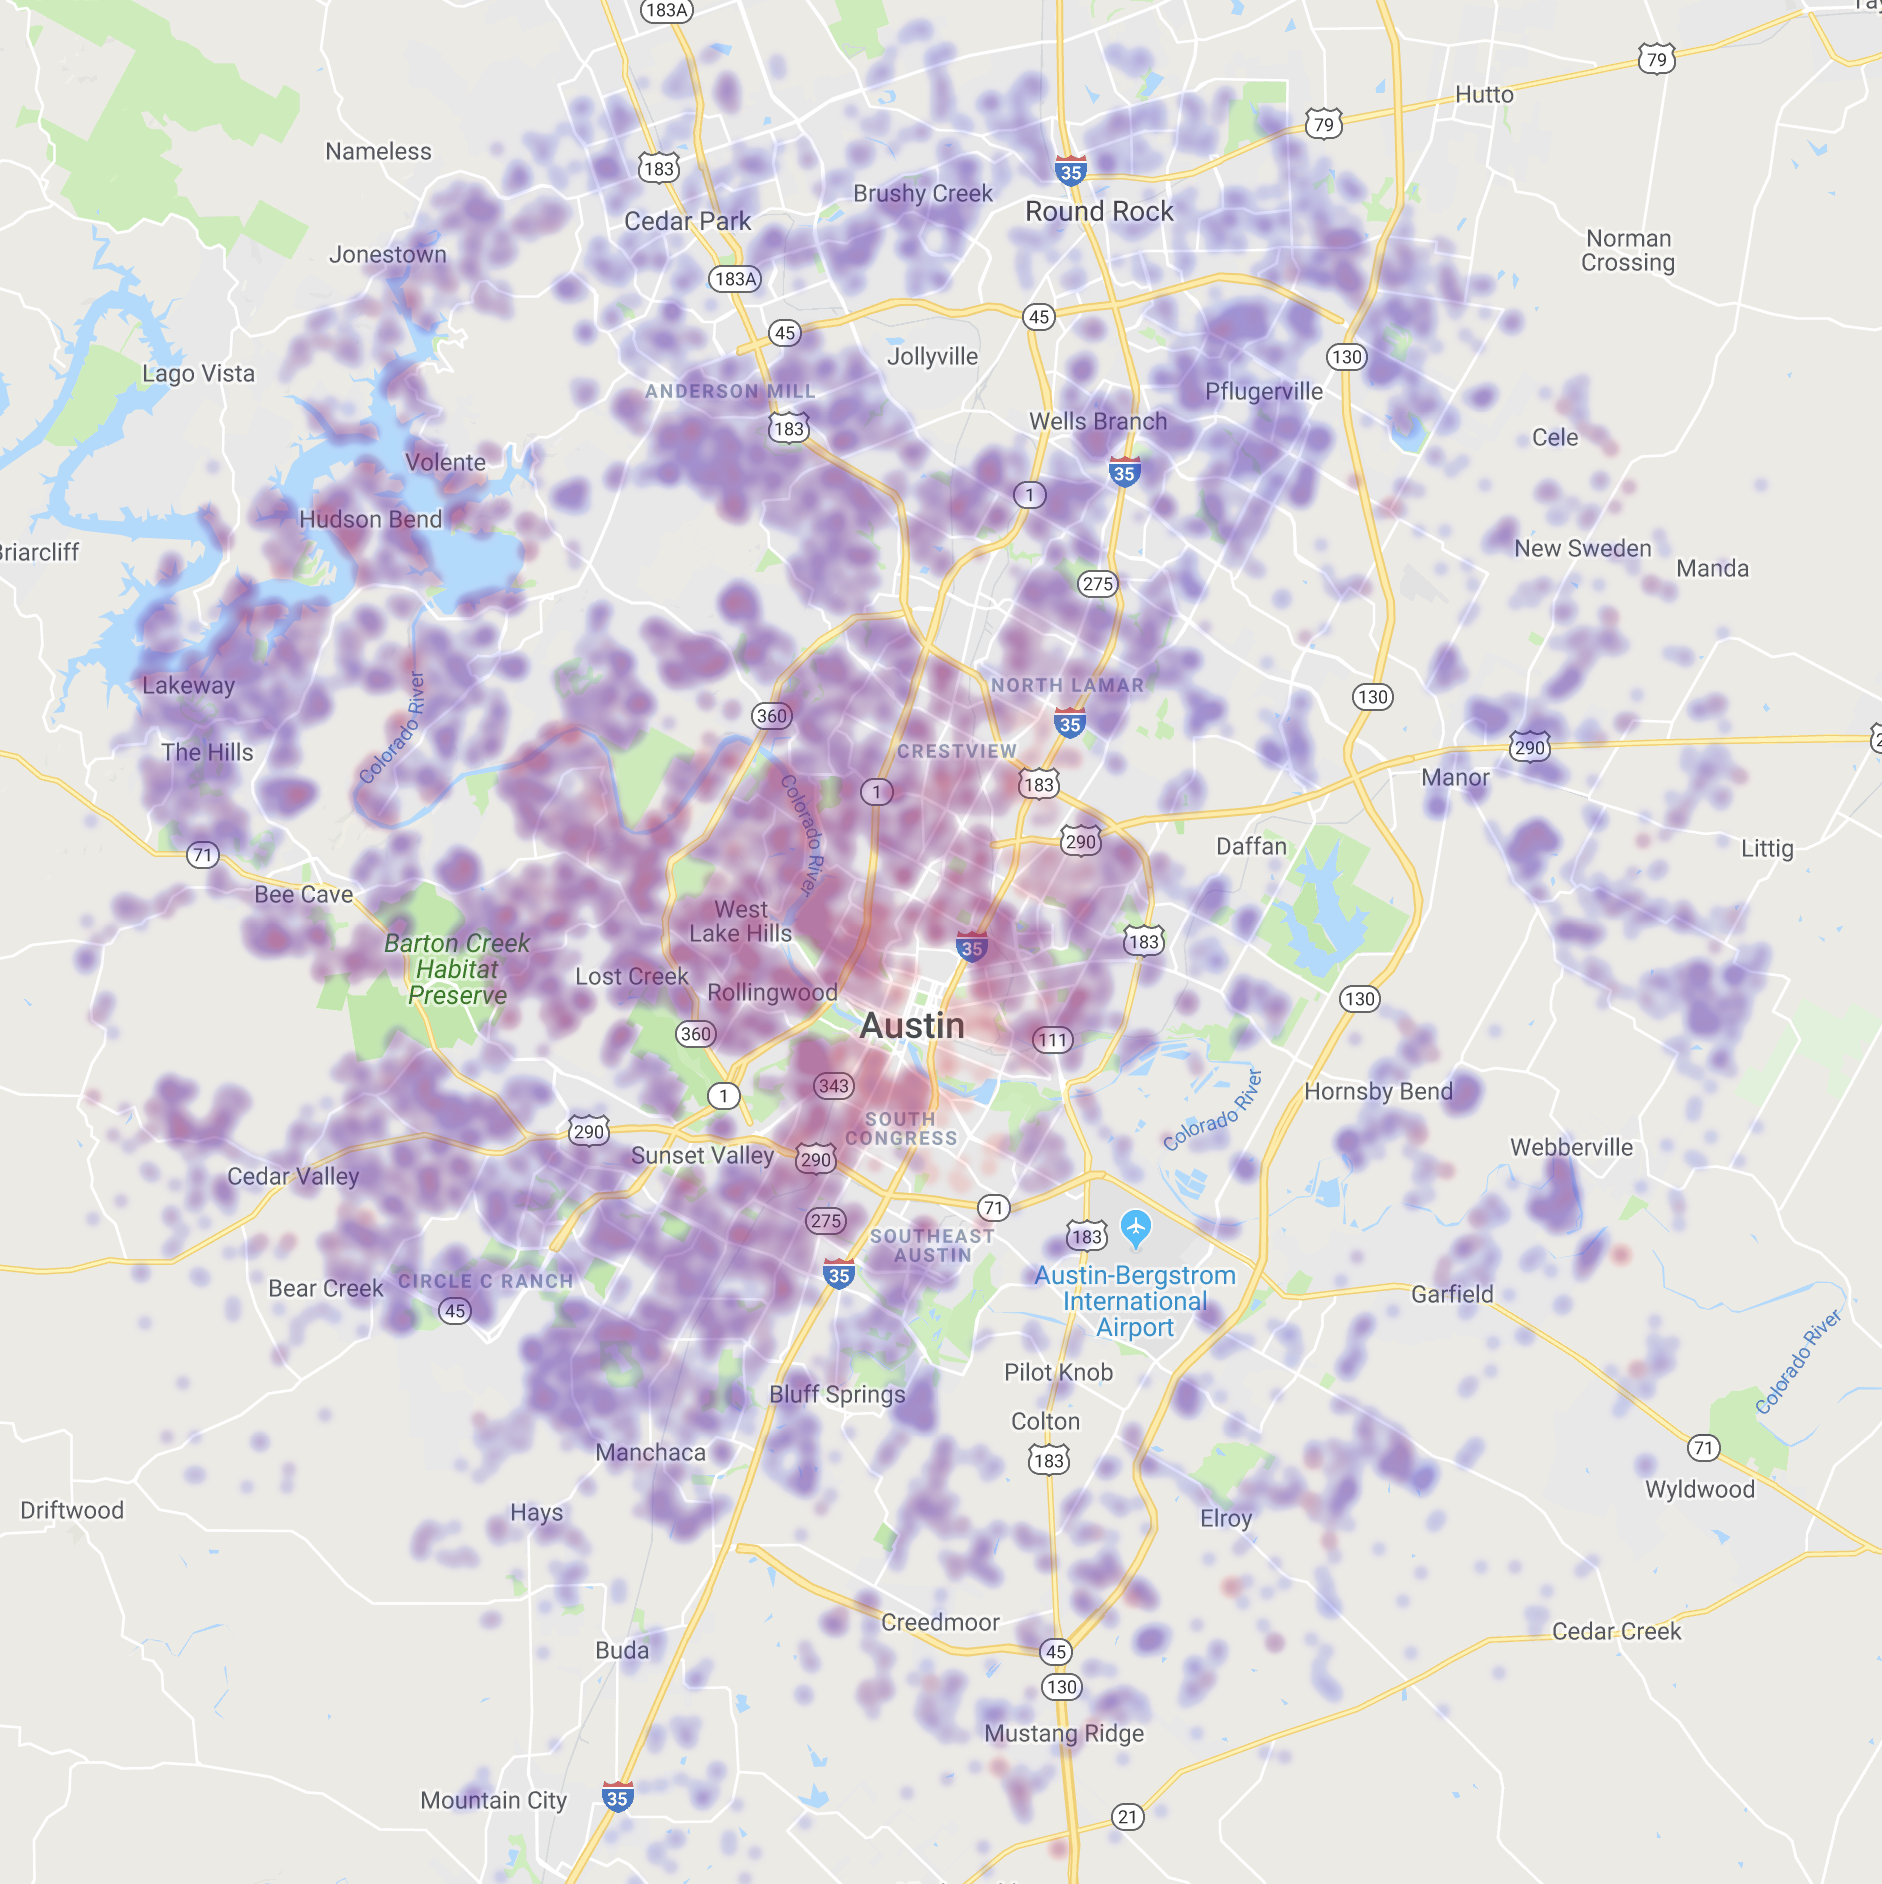 183A
79
Hutto
79
Nameless
183
35
Brushy Creek
Round Rock
Cedar Park
Norman
Crossing
Jonestown
183A
45
45
Jollyville
130
Lago Vista
ANDERSON MILL
Pflugerville
183
Wells Branch
Cele
Volente
35
1
Hudson Bend
New Sweden
Briarcliff
Manda
275
Lakeway
NORTH LAMAR
130
Colorado River
360
35
The Hills
CRESTVIEW
290
Manor
183
1
Colorado River
290
Daffan
Littig
71
Bee Cave
West
Lake Hills
Barton Creek
Habitat
Preserve
35
183
Lost Creek
Rollingwood
130
Austin
360
111
343
1
Hornsby Bend
Colorado River
SOUTH
CONGRESS
290
Sunset Valley
290
Webberville
Cedar Valley
71
275
183
SOUTHEAST
AUSTIN
35
Austin-Bergstrom
International
Airport
Bear Creek
CIRCLE C RANCH
45
Garfield
Colorado River
Pilot Knob
Bluff Springs
Colton
Manchaca
183
71
Wyldwood
Driftwood
Hays
Elroy
Creedmoor
Cedar Creek
Buda
45
130
Mustang Ridge
Mountain City
35
21